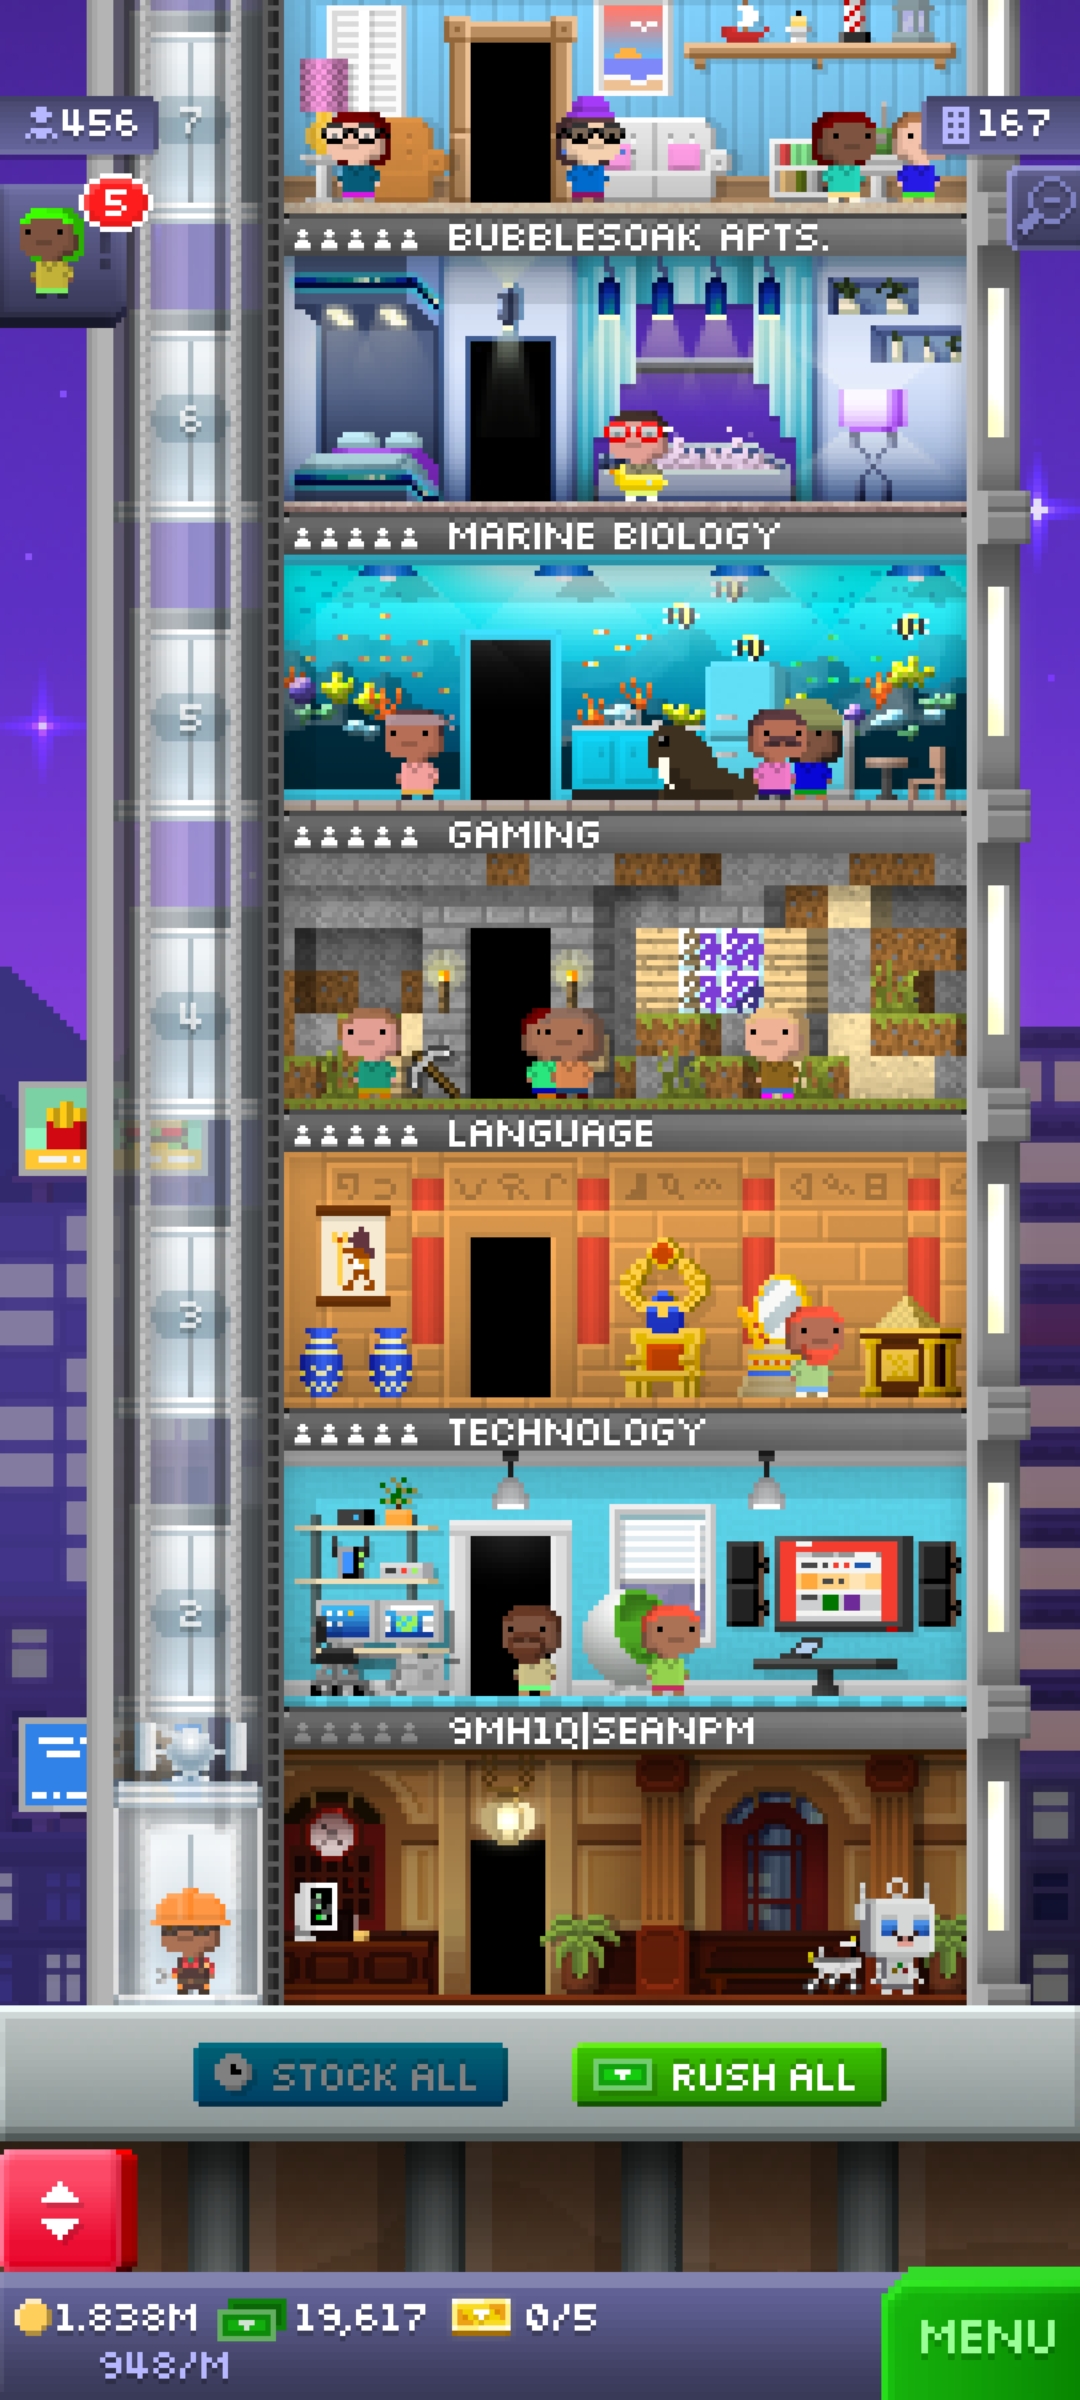 7
456
167
5
BUBBLESOAK APTS.
6
MARINE BIOLOGY
5
GAMING
4
LANGUAGE
3
TECHNOLOGY
2
9MH1Q|SEANPM
STOCK ALL
RUSH ALL
1.838M 19,617 0/5
948/M
MENU